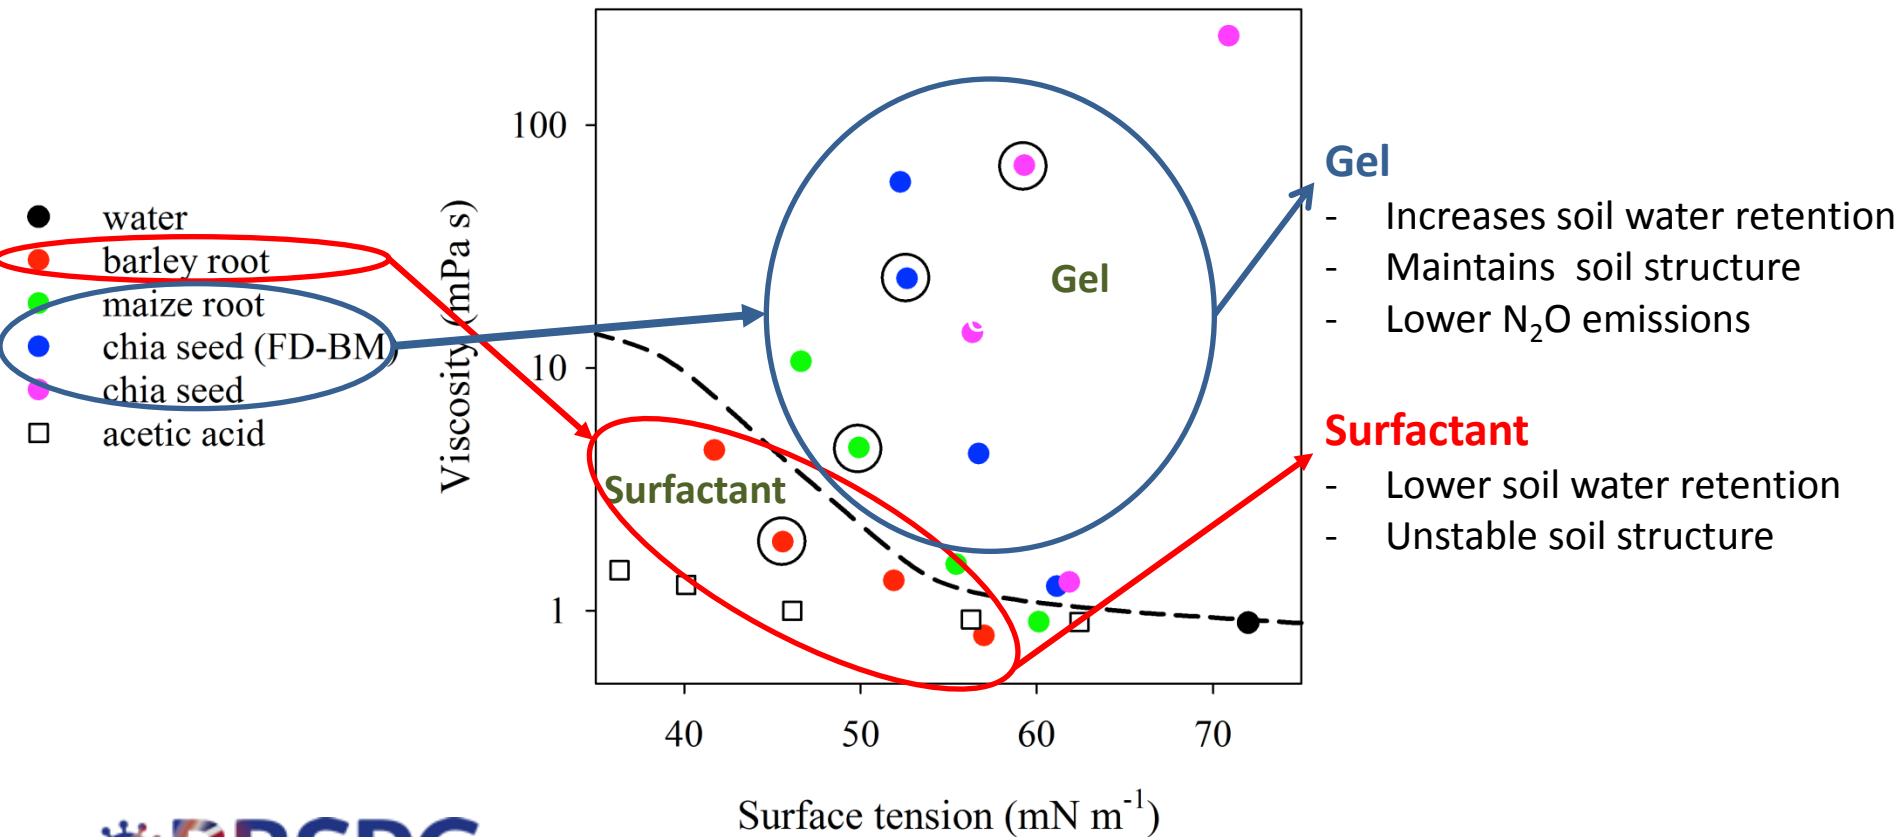 water
barley root
maize root
chia seed (FD-BM)
chia seed
acetic acid
Viscosity (mPa s)
100
10
1
40 50 60 70
Surface tension (mN m⁻¹)
Gel
Surfactant
Gel
- Increases soil water retention
- Maintains soil structure
- Lower N₂O emissions
Surfactant
- Lower soil water retention
- Unstable soil structure